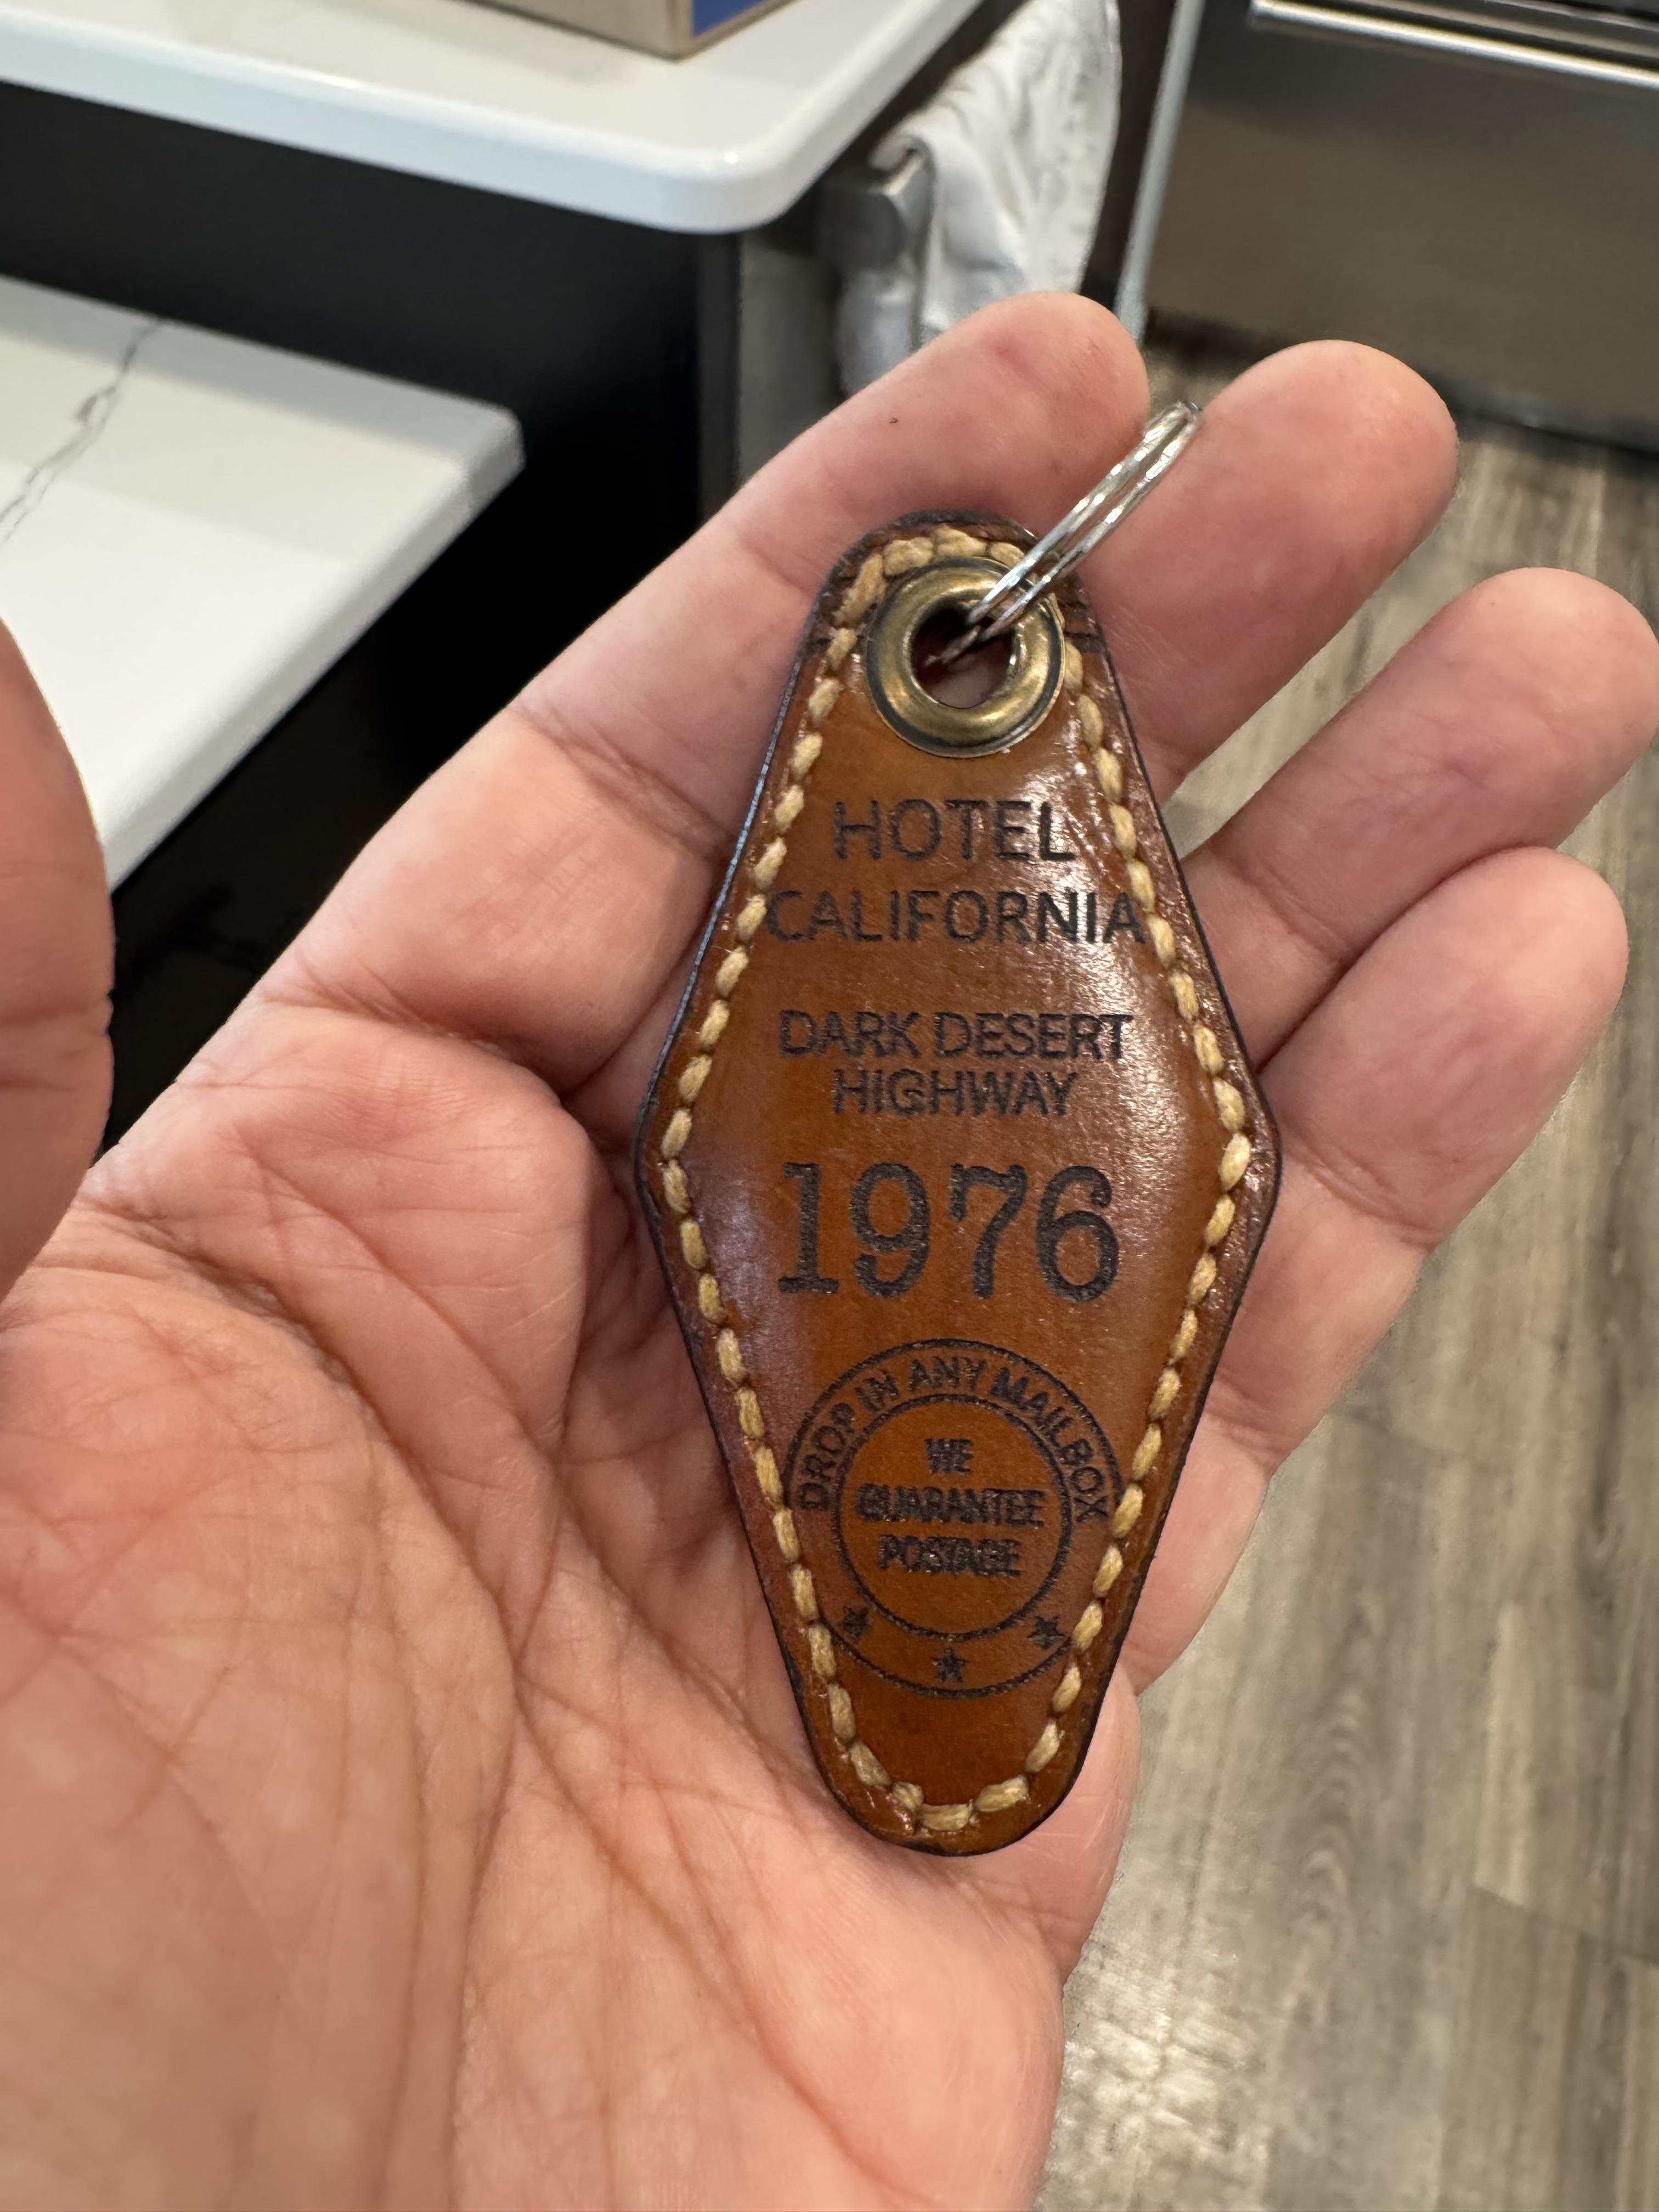 HOTEL
CALIFORNIA
DARK DESERT
HIGHWAY
1976
DROP IN ANY MAILBOX
WE
GUARANTEE
POSTAGE